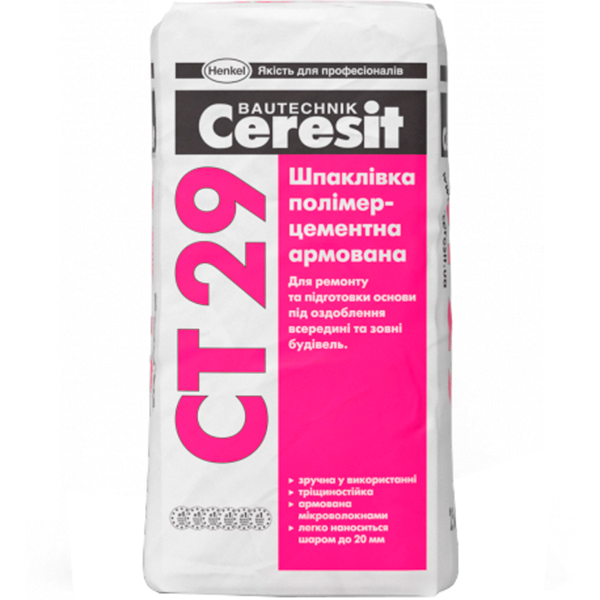 Henkel Якість для професіоналів
BAUTECHNIK
Ceresit
CT 29
Шпаклівка
полімер-
цементна
армована
Для ремонту
та підготовки основи
під оздоблення
всередині та зовні
будівель.
зручна у використанні
тріщиностійка
армована
мікроволокнами
легко наноситься
шаром до 20 мм